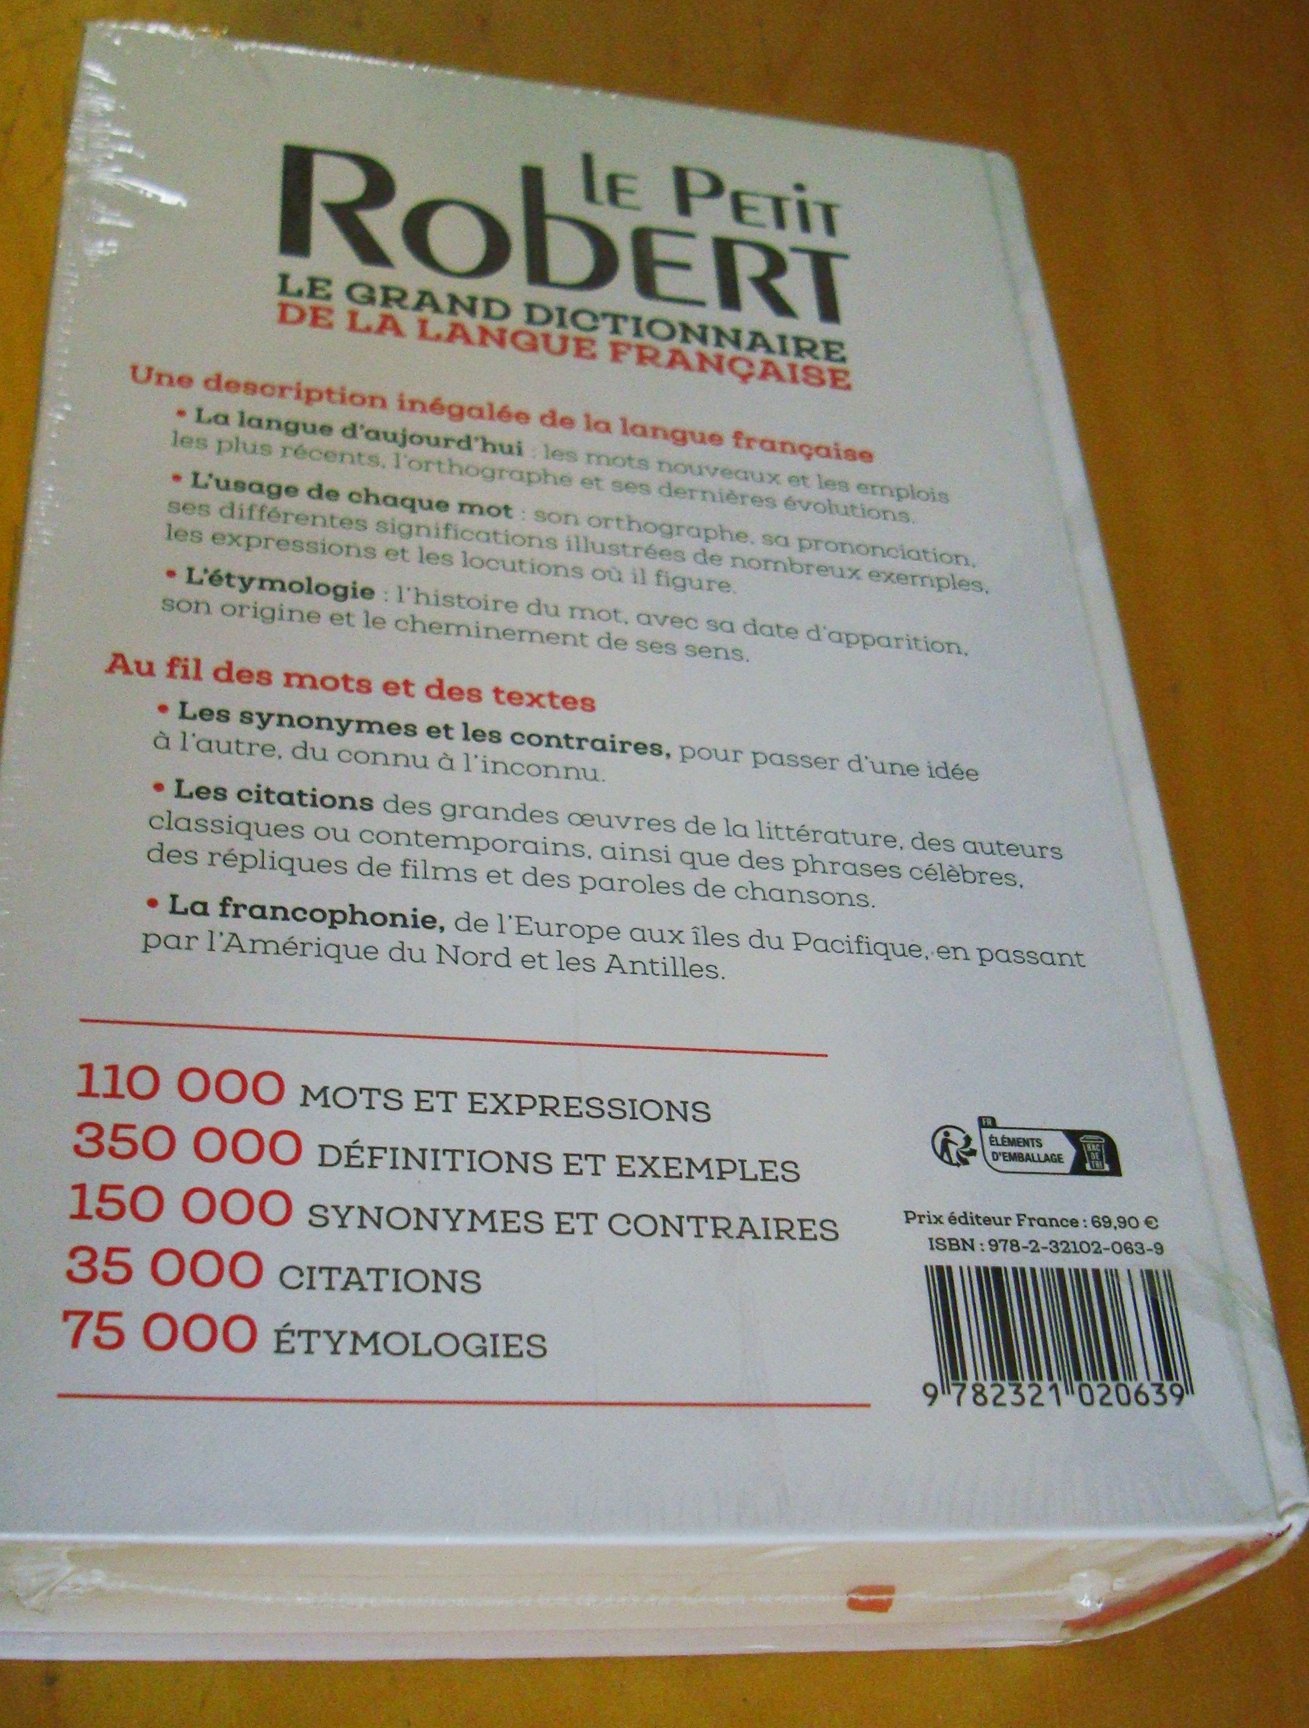 LE PETIT
ROBERT
LE GRAND DICTIONNAIRE
DE LA LANGUE FRANÇAISE
Une description inégalée de la langue française
• La langue d'aujourd'hui : les mots nouveaux et les emplois
les plus récents, l'orthographe et ses dernières évolutions.
• L'usage de chaque mot : son orthographe, sa prononciation,
ses différentes significations illustrées de nombreux exemples,
les expressions et les locutions où il figure.
• L'étymologie : l'histoire du mot, avec sa date d'apparition,
son origine et le cheminement de ses sens.
Au fil des mots et des textes
• Les synonymes et les contraires, pour passer d'une idée
à l'autre, du connu à l'inconnu.
• Les citations des grandes œuvres de la littérature, des auteurs
classiques ou contemporains, ainsi que des phrases célèbres,
des répliques de films et des paroles de chansons.
• La francophonie, de l'Europe aux îles du Pacifique, en passant
par l'Amérique du Nord et les Antilles.
110 000 MOTS ET EXPRESSIONS
350 000 DÉFINITIONS ET EXEMPLES
150 000 SYNONYMES ET CONTRAIRES
35 000 CITATIONS
75 000 ÉTYMOLOGIES
FR
ÉLÉMENTS
D'EMBALLAGE
BAC
DE
TRI
Prix éditeur France : 69,90 €
ISBN : 978-2-32102-063-9
9 782321 020639